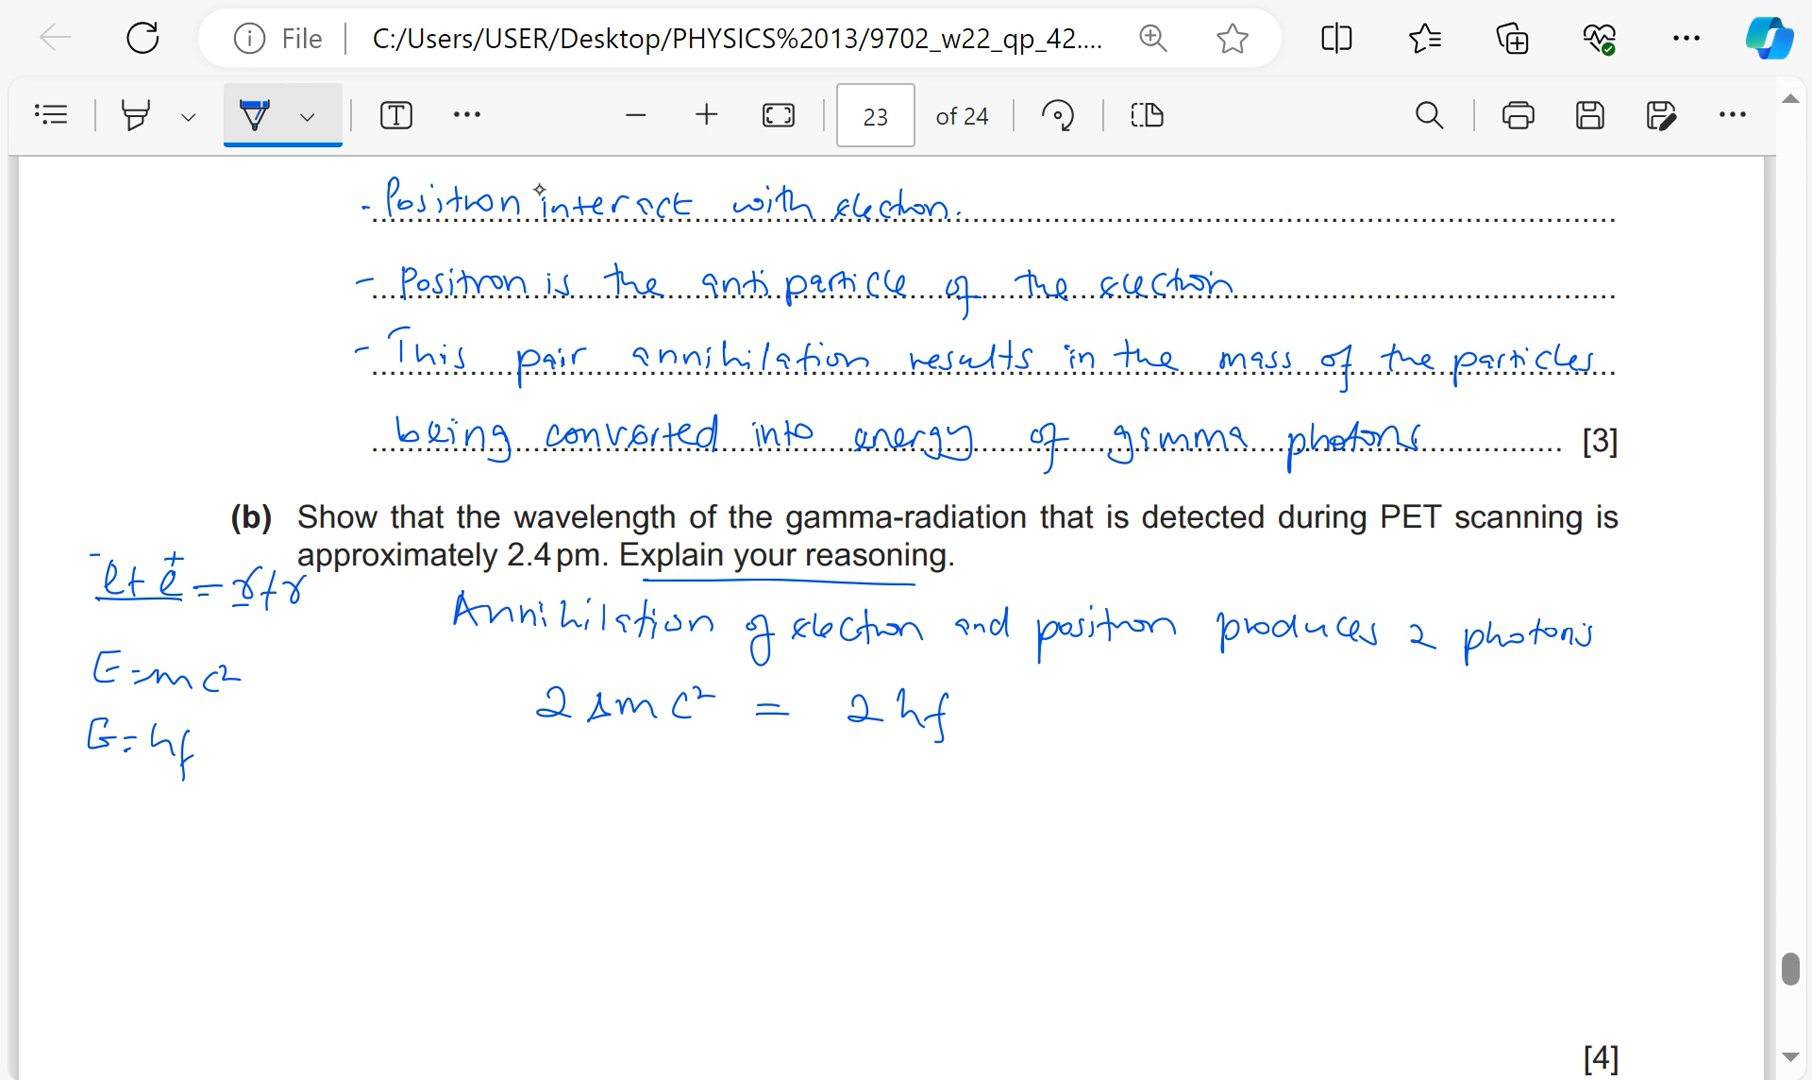 File
C:/Users/USER/Desktop/PHYSICS%2013/9702_w22_qp_42....
23 of 24
- Positron interact with electron.
- Positron is the anti particle of the electron
- This pair annihilation results in the mass of the particles
being converted into energy of gamma photons [3]
(b) Show that the wavelength of the gamma-radiation that is detected during PET scanning is
approximately 2.4 pm. Explain your reasoning.
⁻e + e⁺ = γ + γ
Annihilation of electron and positron produces 2 photons
E = mc²
2 Δm c² = 2 hf
E = hf
[4]